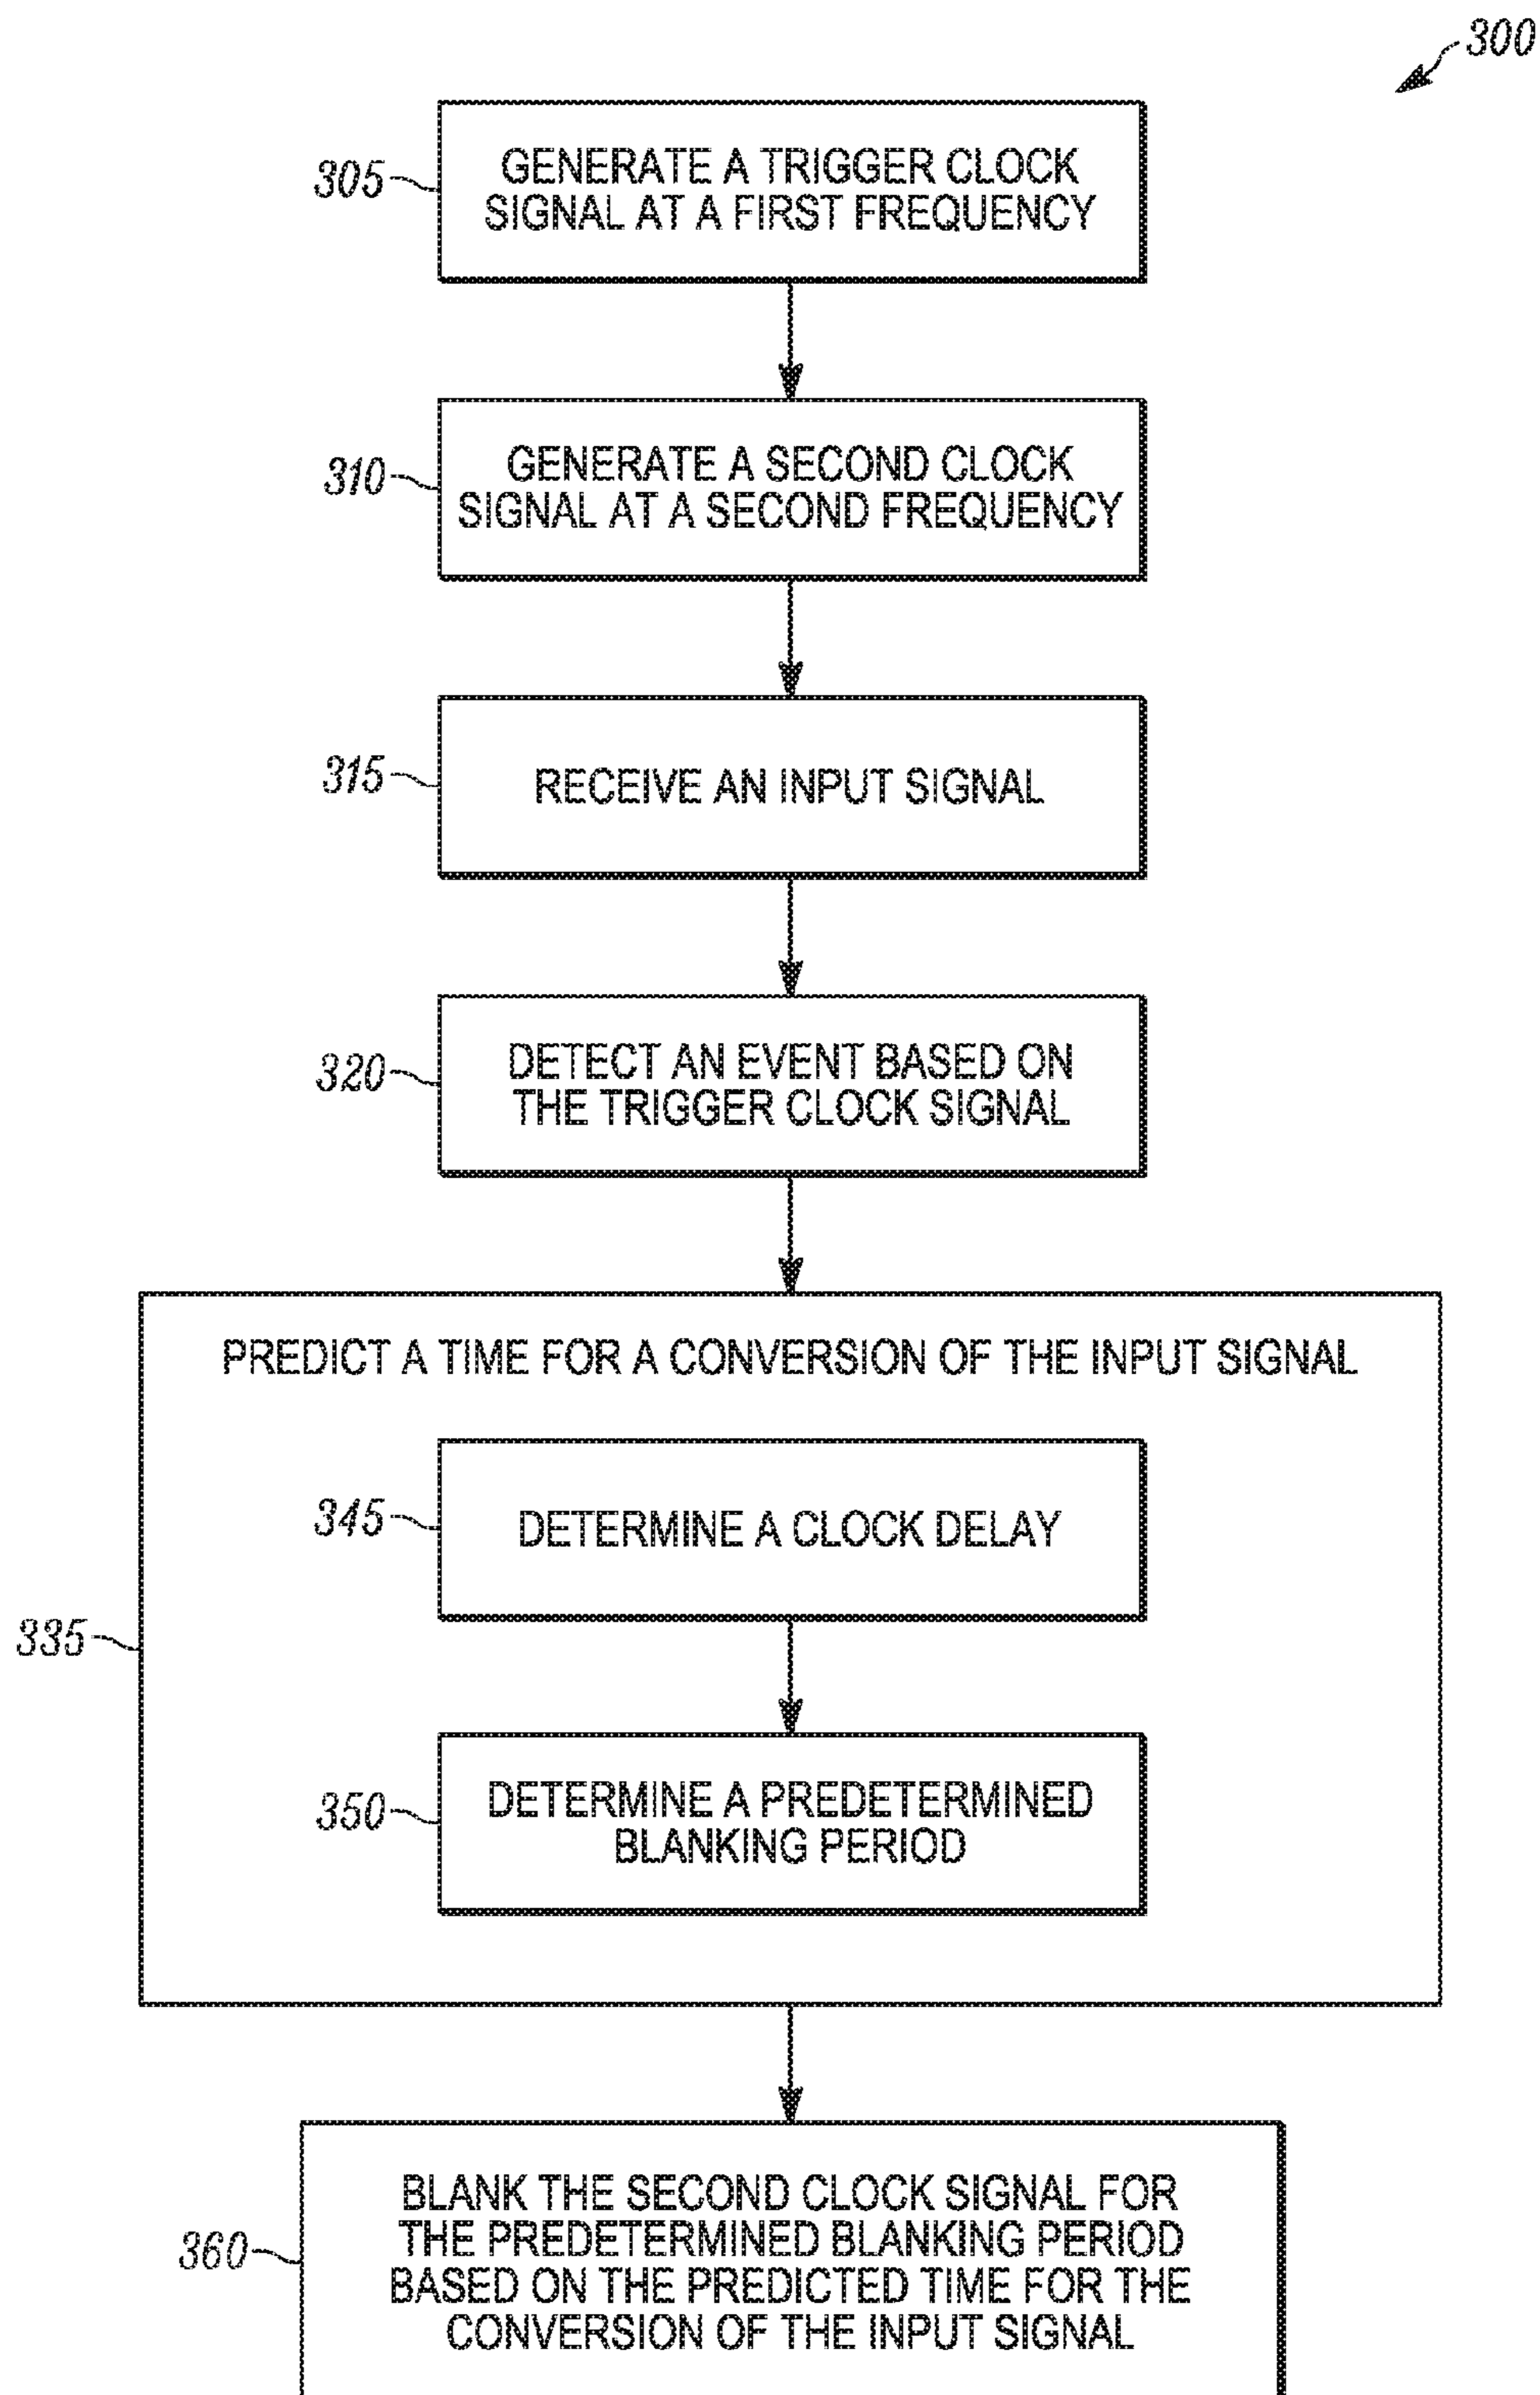 300
305
GENERATE A TRIGGER CLOCK
SIGNAL AT A FIRST FREQUENCY
310
GENERATE A SECOND CLOCK
SIGNAL AT A SECOND FREQUENCY
315
RECEIVE AN INPUT SIGNAL
320
DETECT AN EVENT BASED ON
THE TRIGGER CLOCK SIGNAL
PREDICT A TIME FOR A CONVERSION OF THE INPUT SIGNAL
345
DETERMINE A CLOCK DELAY
335
350
DETERMINE A PREDETERMINED
BLANKING PERIOD
360
BLANK THE SECOND CLOCK SIGNAL FOR
THE PREDETERMINED BLANKING PERIOD
BASED ON THE PREDICTED TIME FOR THE
CONVERSION OF THE INPUT SIGNAL